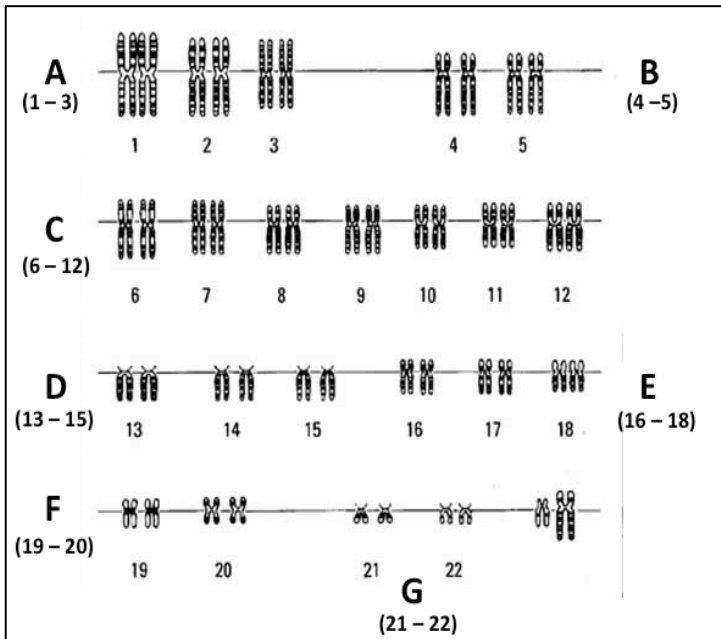 A B
(1 – 3) (4 –5)
1 2 3 4 5
C
(6 – 12)
6 7 8 9 10 11 12
D E
(13 – 15) (16 – 18)
13 14 15 16 17 18
F
(19 – 20)
19 20 21 22
G
(21 – 22)